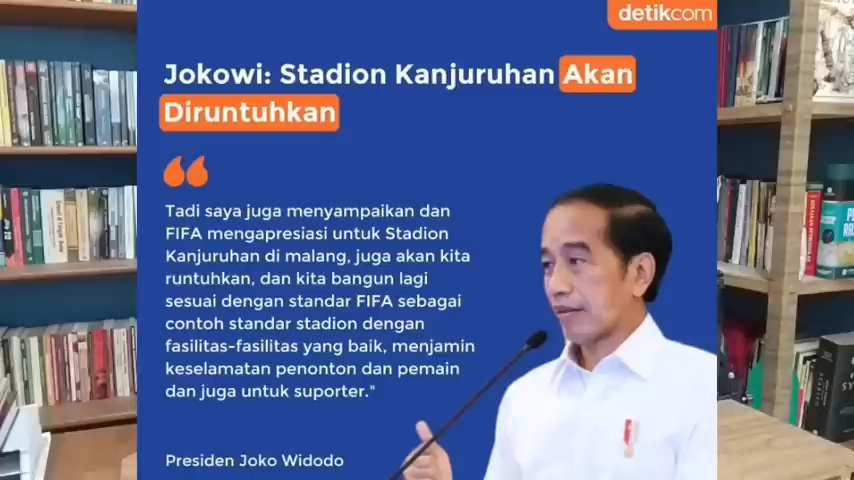 detikcom
Jokowi: Stadion Kanjuruhan Akan
Diruntuhkan
Tadi saya juga menyampaikan dan
FIFA mengapresiasi untuk Stadion
Kanjuruhan di malang, juga akan kita
runtuhkan, dan kita bangun lagi
sesuai dengan standar FIFA sebagai
contoh standar stadion dengan
fasilitas-fasilitas yang baik, menjamin
keselamatan penonton dan pemain
dan juga untuk suporter."
Presiden Joko Widodo